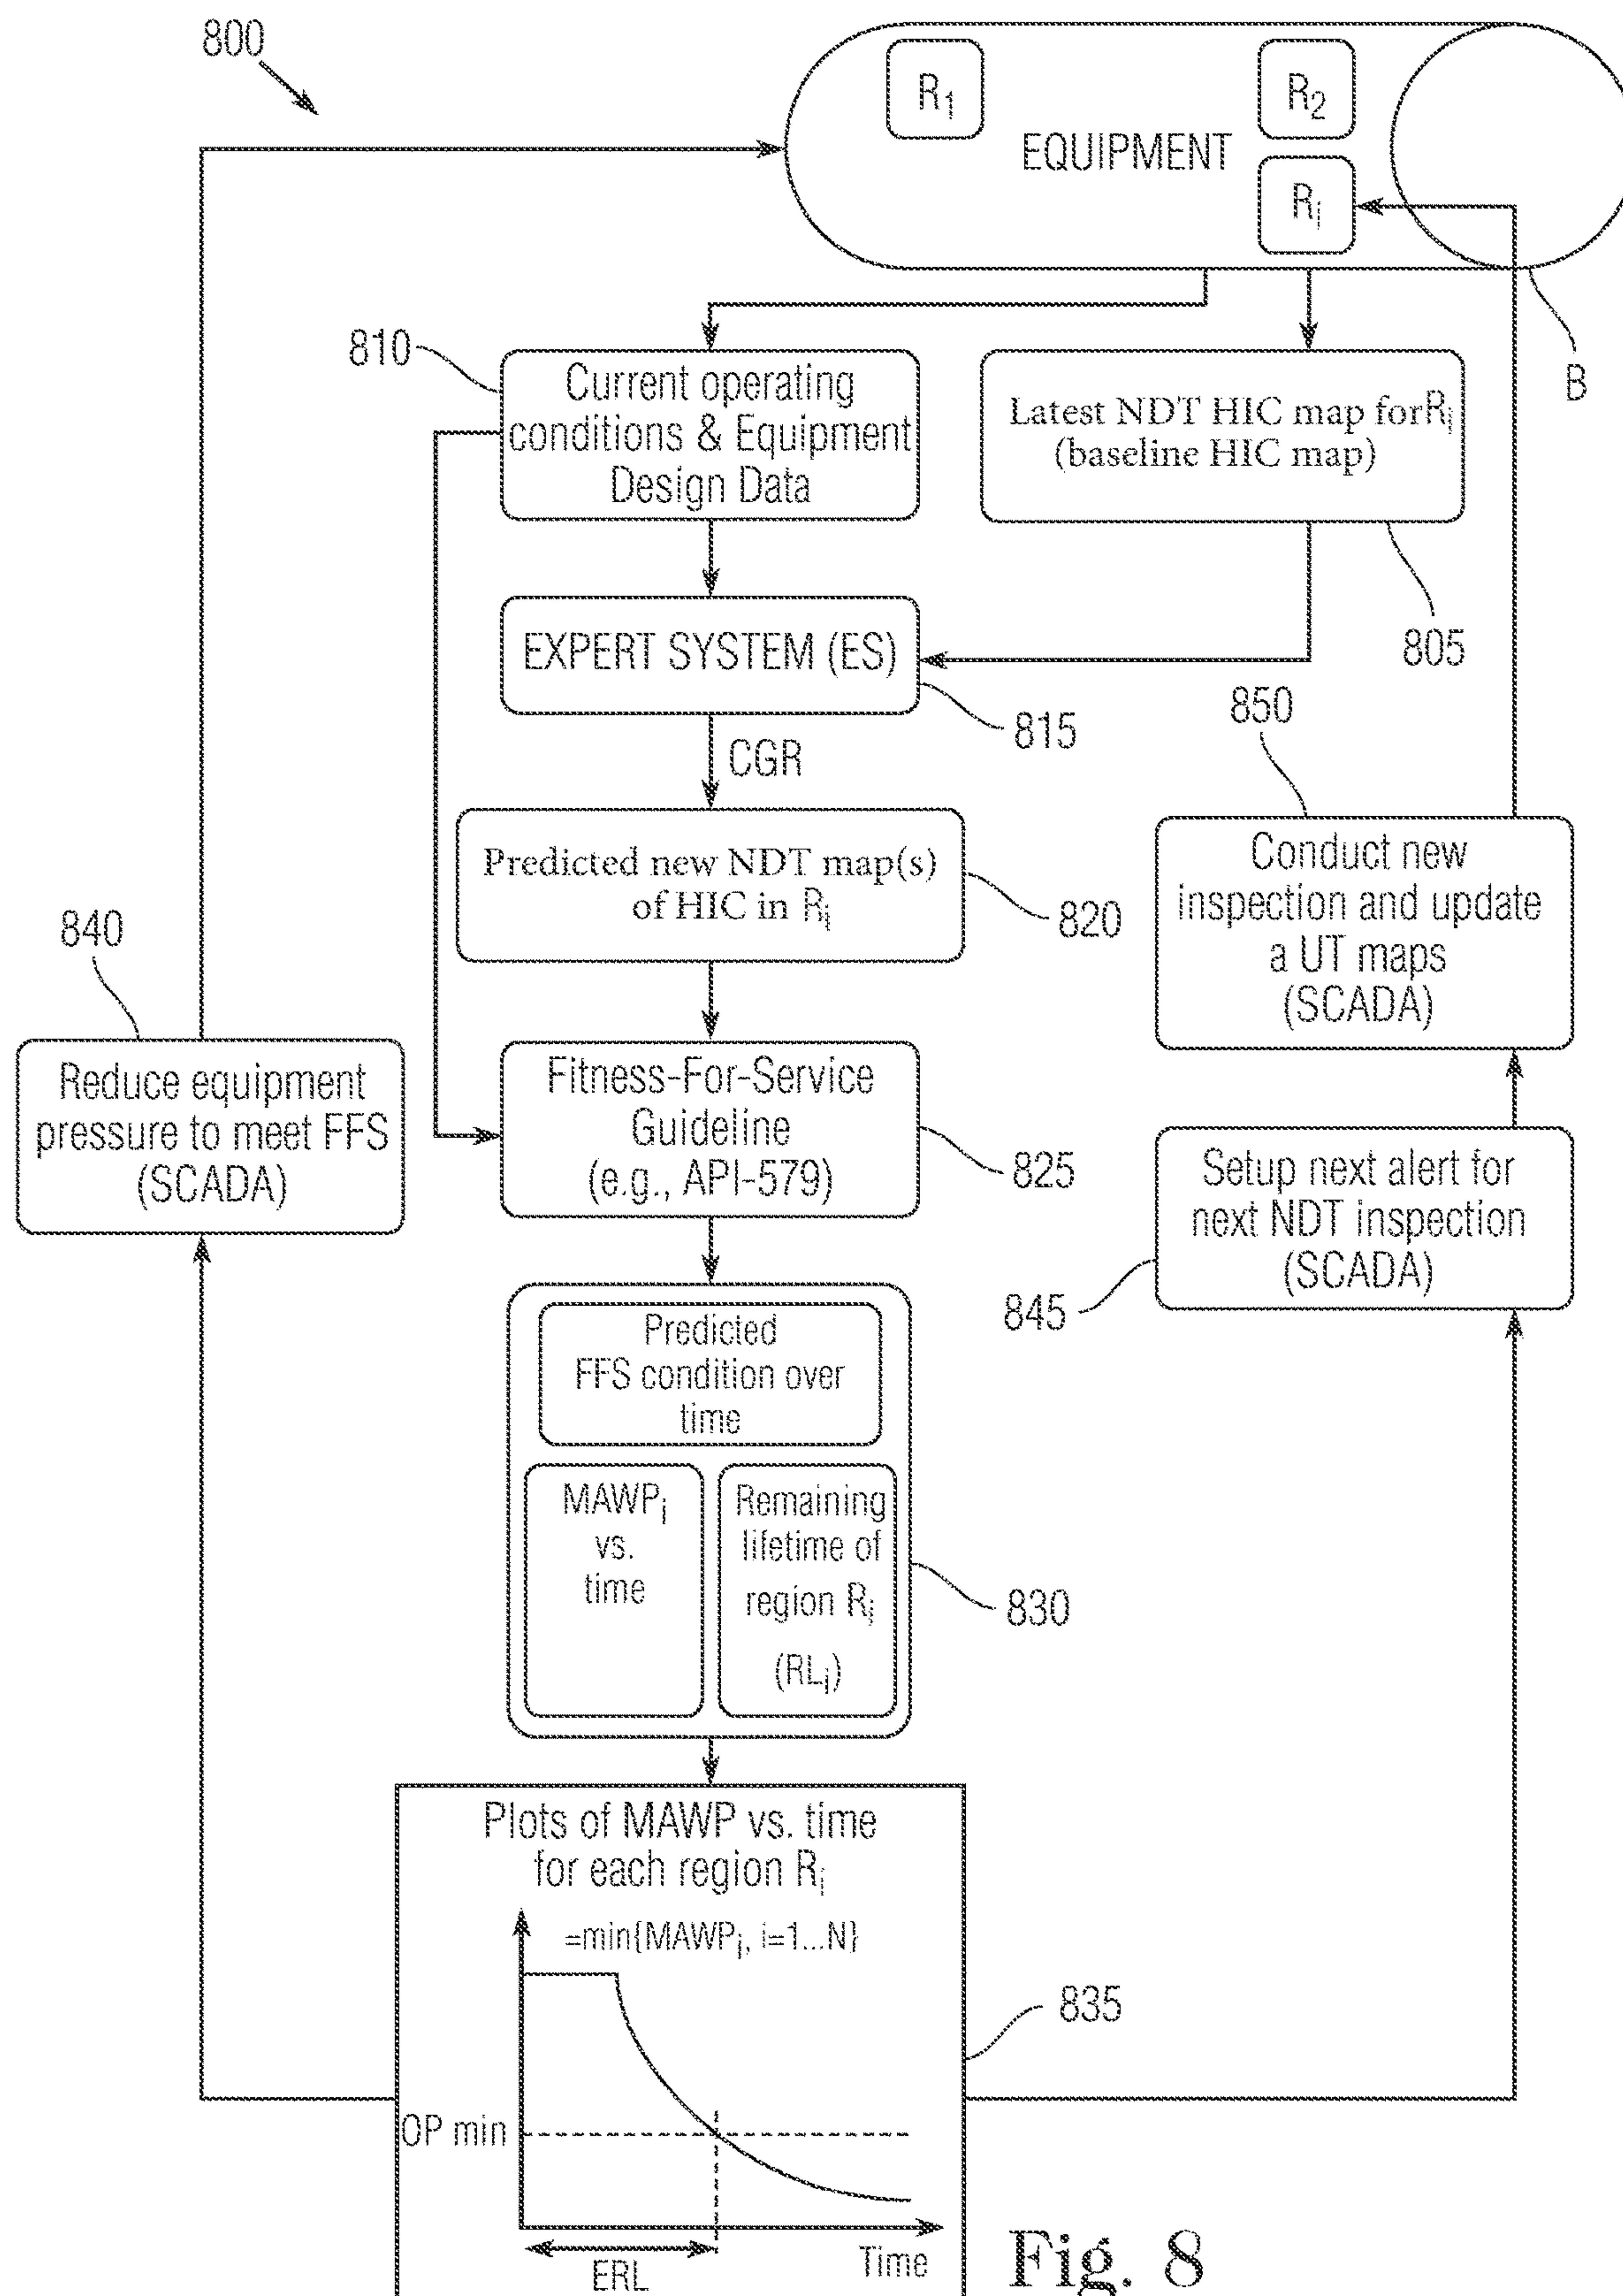 800
R1
R2
EQUIPMENT
Ri
B
810
Current operating
conditions & Equipment
Design Data
Latest NDT HIC map for Ri
(baseline HIC map)
805
EXPERT SYSTEM (ES)
815
CGR
850
Predicted new NDT map(s)
of HIC in Ri
820
Conduct new
inspection and update
a UT maps
(SCADA)
840
Reduce equipment
pressure to meet FFS
(SCADA)
Fitness-For-Service
Guideline
(e.g., API-579)
825
Setup next alert for
next NDT inspection
(SCADA)
845
Predicted
FFS condition over
time
MAWPi
vs.
time
Remaining
lifetime of
region Ri
(RLi)
830
Plots of MAWP vs. time
for each region Ri
=min{MAWPi, i=1...N}
835
OP min
Time
ERL
Fig. 8